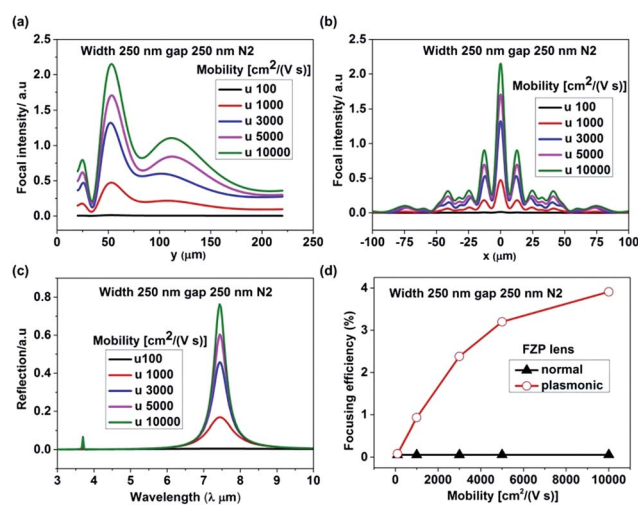 (a)
Width 250 nm gap 250 nm N2
Mobility [cm²/(V s)]
u 100
u 1000
u 3000
u 5000
u 10000
Focal intensity/ a.u
2.5
2.0
1.5
1.0
0.5
0.0
0 50 100 150 200 250
y (μm)
(b)
Width 250 nm gap 250 nm N2
Mobility [cm²/(V s)]
u 100
u 1000
u 3000
u 5000
u 10000
Focal intensity/ a.u
2.5
2.0
1.5
1.0
0.5
0.0
-100 -75 -50 -25 0 25 50 75 100
x (μm)
(c)
Width 250 nm gap 250 nm N2
Mobility [cm²/(V s)]
u100
u 1000
u 3000
u 5000
u 10000
Reflection/a.u
0.8
0.6
0.4
0.2
0.0
3 4 5 6 7 8 9 10
Wavelength (λ μm)
(d)
Width 250 nm gap 250 nm N2
FZP lens
normal
plasmonic
Focusing efficiency (%)
4
3
2
1
0
0 2000 4000 6000 8000 10000
Mobility [cm²/(V s)]